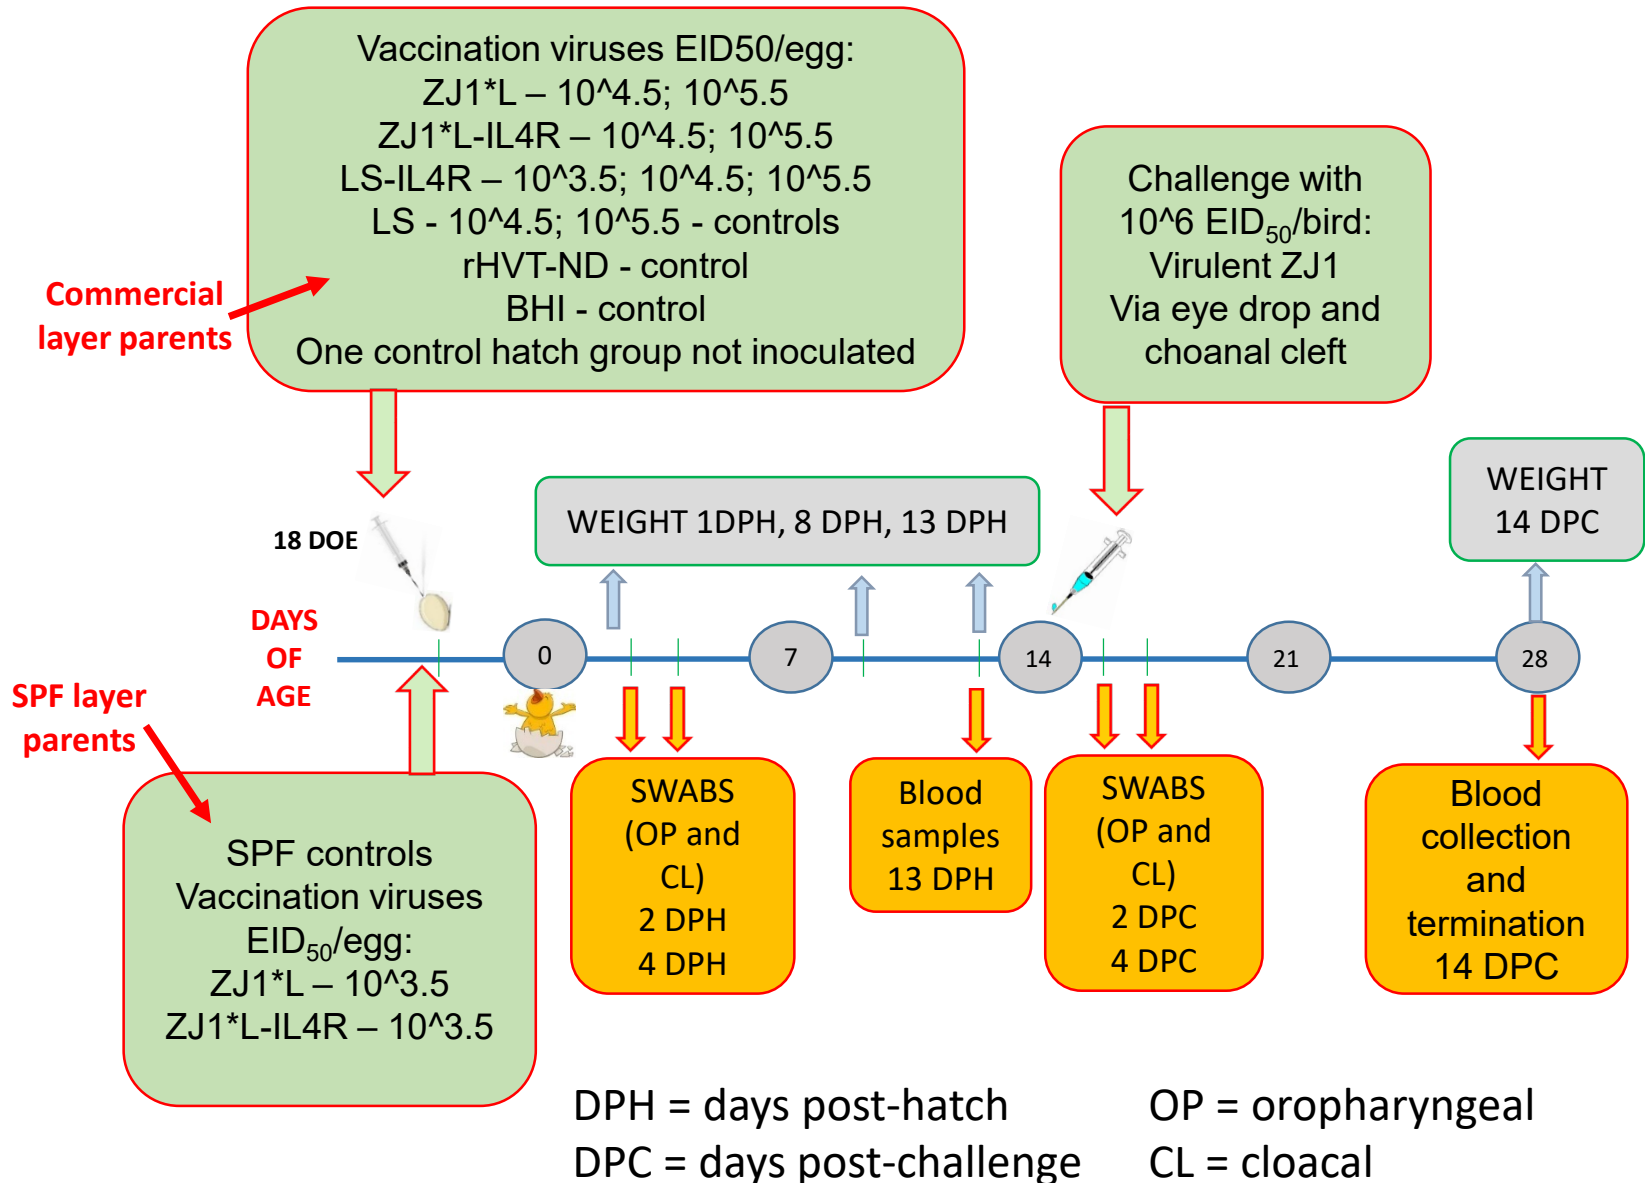 Vaccination viruses EID50/egg:
ZJ1*L – 10^4.5; 10^5.5
ZJ1*L-IL4R – 10^4.5; 10^5.5
LS-IL4R – 10^3.5; 10^4.5; 10^5.5
LS - 10^4.5; 10^5.5 - controls
rHVT-ND - control
BHI - control
One control hatch group not inoculated
Commercial
layer parents
Challenge with
10^6 EID50/bird:
Virulent ZJ1
Via eye drop and
choanal cleft
WEIGHT
14 DPC
WEIGHT 1DPH, 8 DPH, 13 DPH
18 DOE
DAYS
OF
AGE
0
7
14
21
28
SPF layer
parents
SPF controls
Vaccination viruses
EID50/egg:
ZJ1*L – 10^3.5
ZJ1*L-IL4R – 10^3.5
SWABS
(OP and
CL)
2 DPH
4 DPH
Blood
samples
13 DPH
SWABS
(OP and
CL)
2 DPC
4 DPC
Blood
collection
and
termination
14 DPC
DPH = days post-hatch
DPC = days post-challenge
OP = oropharyngeal
CL = cloacal